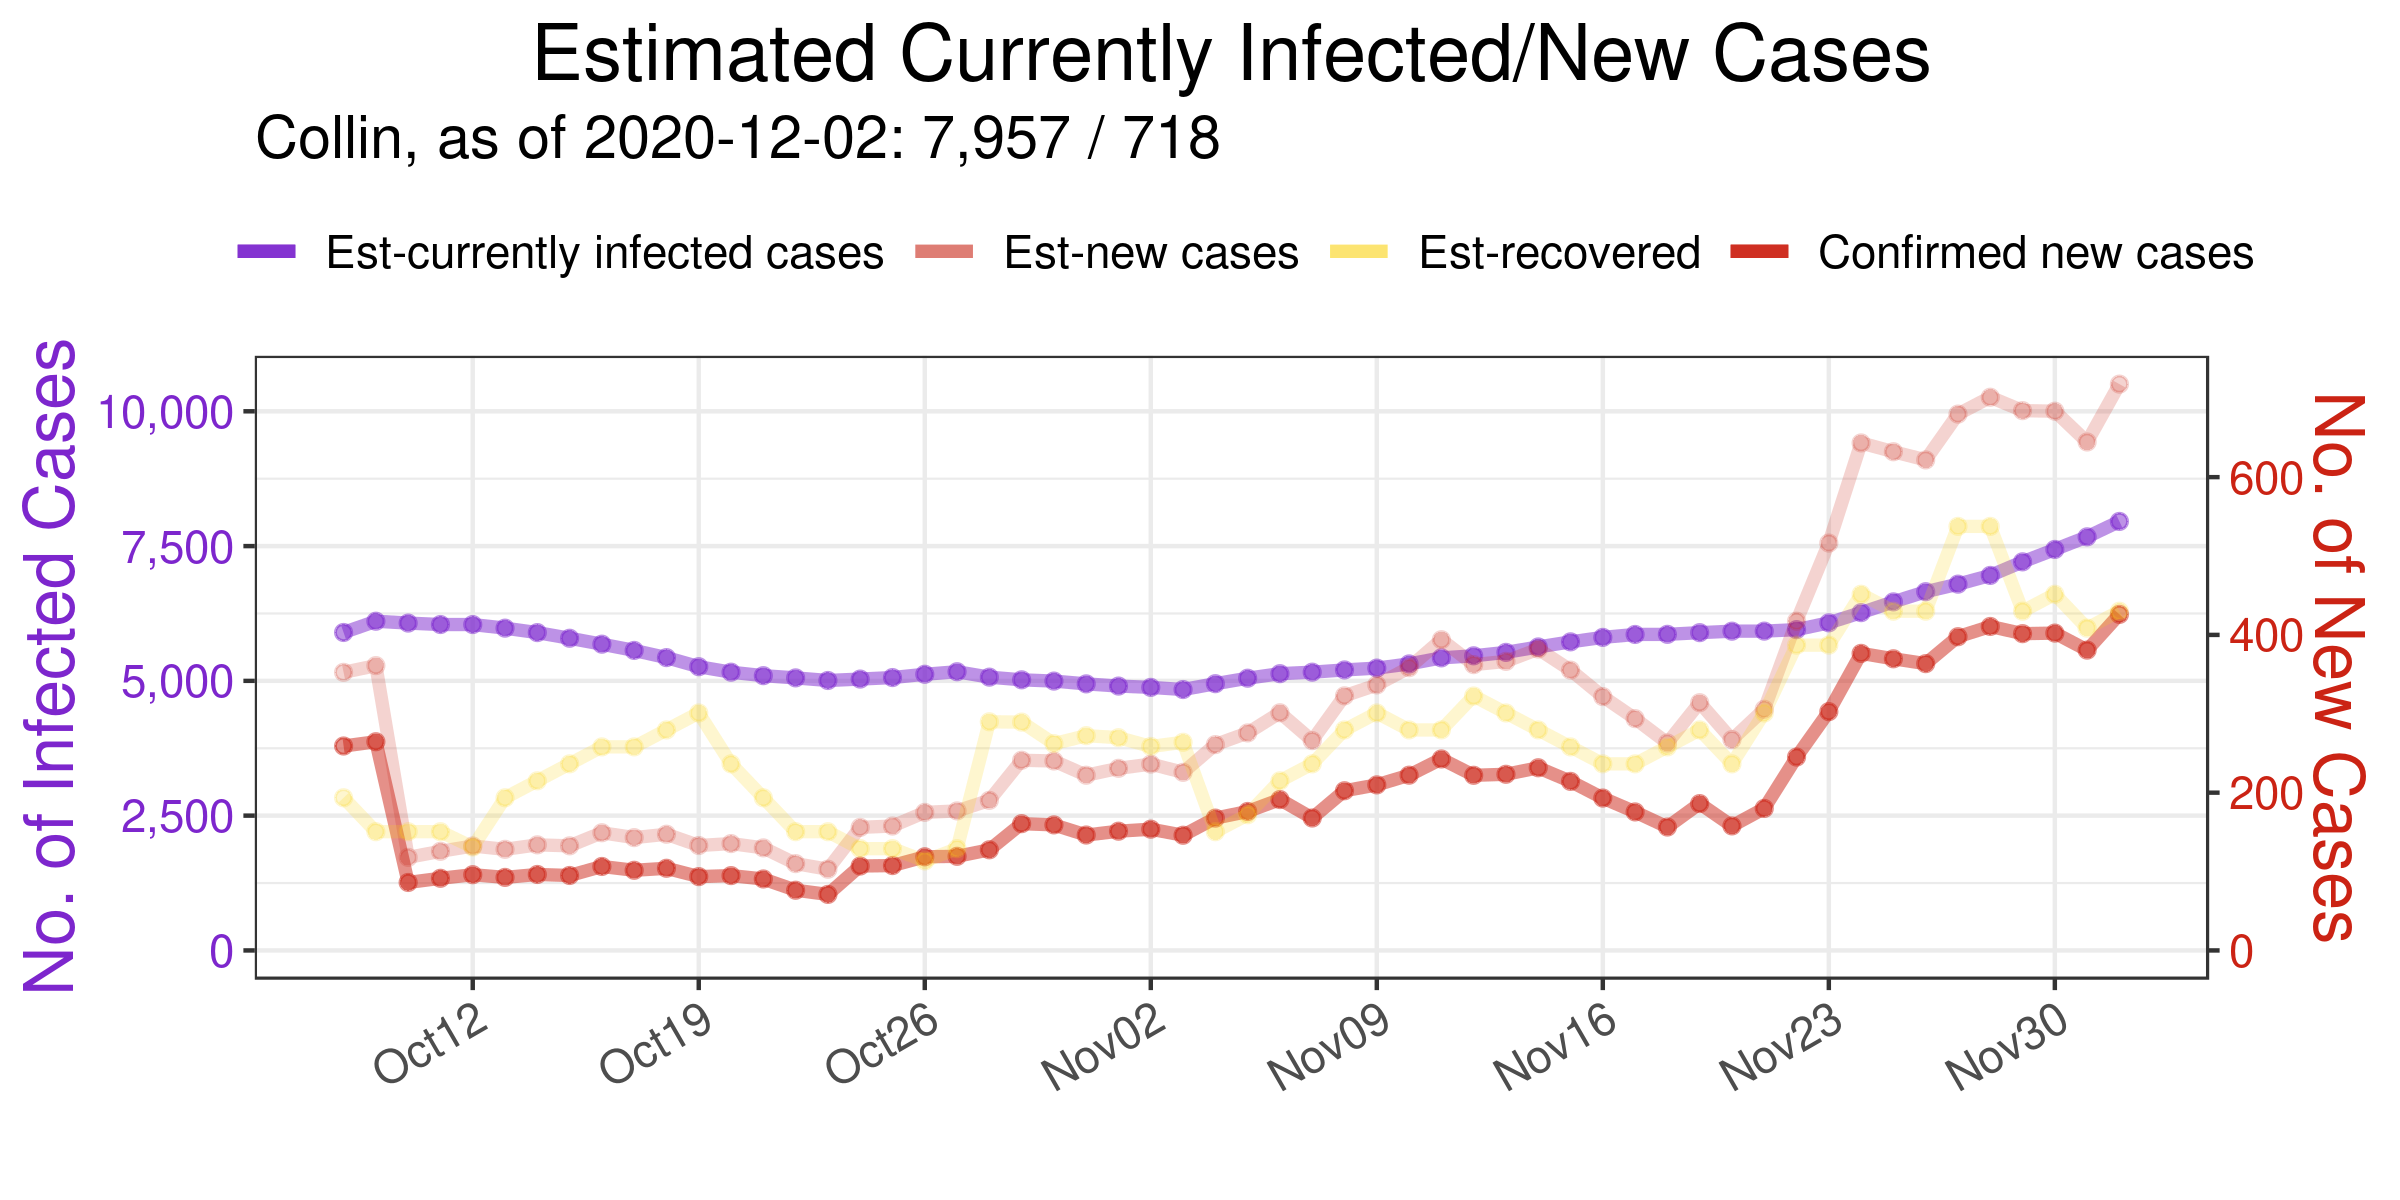 Estimated Currently Infected/New Cases
Collin, as of 2020-12-02: 7,957 / 718
Est-currently infected cases
Est-new cases
Est-recovered
Confirmed new cases
No. of Infected Cases
10,000
7,500
5,000
2,500
0
600
400
200
0
No. of New Cases
Oct12
Oct19
Oct26
Nov02
Nov09
Nov16
Nov23
Nov30